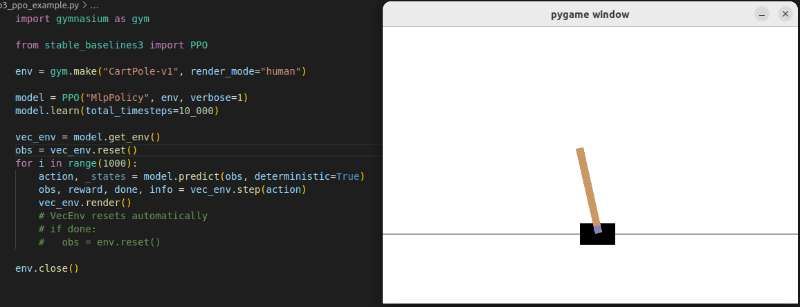 o3_ppo_example.py > ...
import gymnasium as gym
from stable_baselines3 import PPO
env = gym.make("CartPole-v1", render_mode="human")
model = PPO("MlpPolicy", env, verbose=1)
model.learn(total_timesteps=10_000)
vec_env = model.get_env()
obs = vec_env.reset()
for i in range(1000):
    action, _states = model.predict(obs, deterministic=True)
    obs, reward, done, info = vec_env.step(action)
    vec_env.render()
    # VecEnv resets automatically
    # if done:
    #   obs = env.reset()
env.close()
pygame window